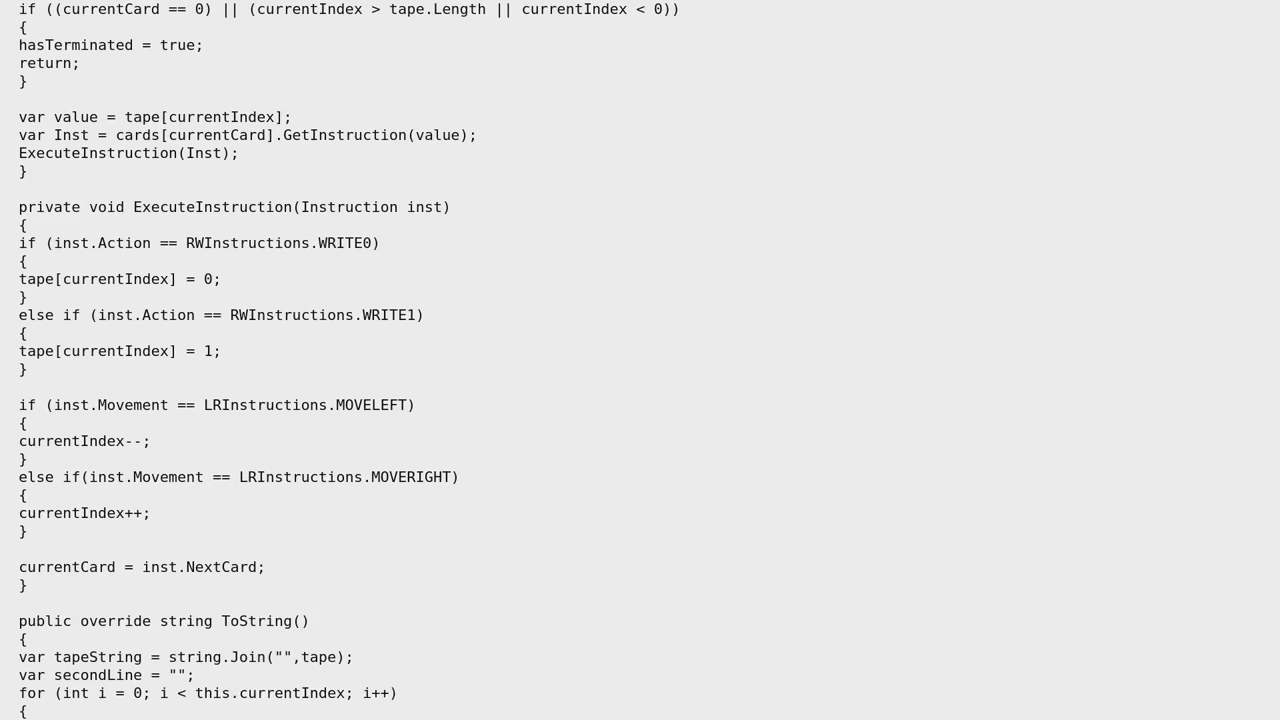 if ((currentCard == 0) || (currentIndex > tape.Length || currentIndex < 0))
{
hasTerminated = true;
return;
}

var value = tape[currentIndex];
var Inst = cards[currentCard].GetInstruction(value);
ExecuteInstruction(Inst);
}

private void ExecuteInstruction(Instruction inst)
{
if (inst.Action == RWInstructions.WRITE0)
{
tape[currentIndex] = 0;
}
else if (inst.Action == RWInstructions.WRITE1)
{
tape[currentIndex] = 1;
}

if (inst.Movement == LRInstructions.MOVELEFT)
{
currentIndex--;
}
else if(inst.Movement == LRInstructions.MOVERIGHT)
{
currentIndex++;
}

currentCard = inst.NextCard;
}

public override string ToString()
{
var tapeString = string.Join("",tape);
var secondLine = "";
for (int i = 0; i < this.currentIndex; i++)
{